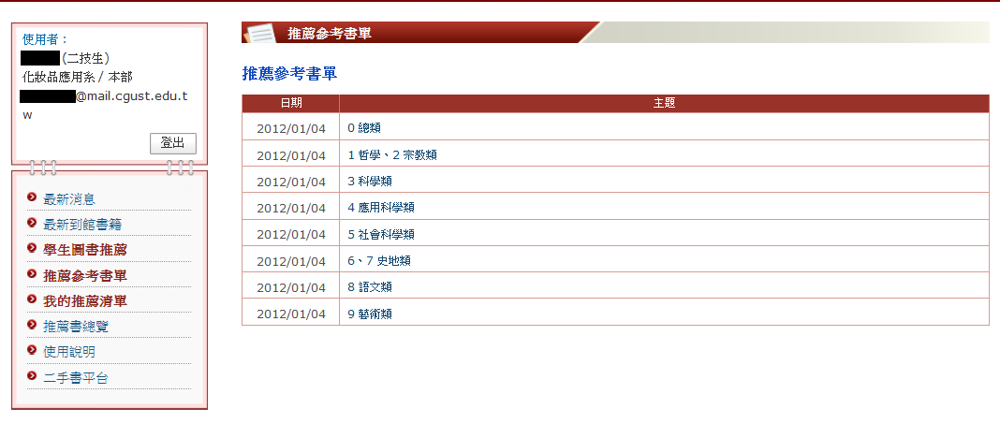 使用者：
(二技生)
化妝品應用系 / 本部
@mail.cgust.edu.t
w
登出
最新消息
最新到館書籍
學生圖書推薦
推薦參考書單
我的推薦清單
推薦書總覽
使用說明
二手書平台
推薦參考書單
推薦參考書單
日期 主題
2012/01/04 0 總類
2012/01/04 1 哲學、2 宗教類
2012/01/04 3 科學類
2012/01/04 4 應用科學類
2012/01/04 5 社會科學類
2012/01/04 6、7 史地類
2012/01/04 8 語文類
2012/01/04 9 藝術類